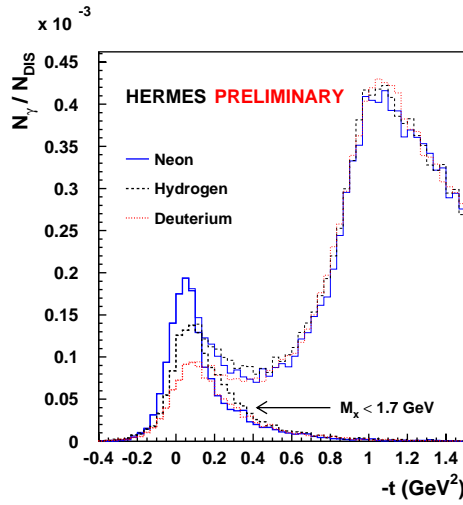 x 10⁻³
N_γ / N_DIS
0.45
0.4
0.35
0.3
0.25
0.2
0.15
0.1
0.05
0
HERMES PRELIMINARY
Neon
Hydrogen
Deuterium
M_x < 1.7 GeV
-0.4 -0.2 0 0.2 0.4 0.6 0.8 1 1.2 1.4
-t (GeV²)